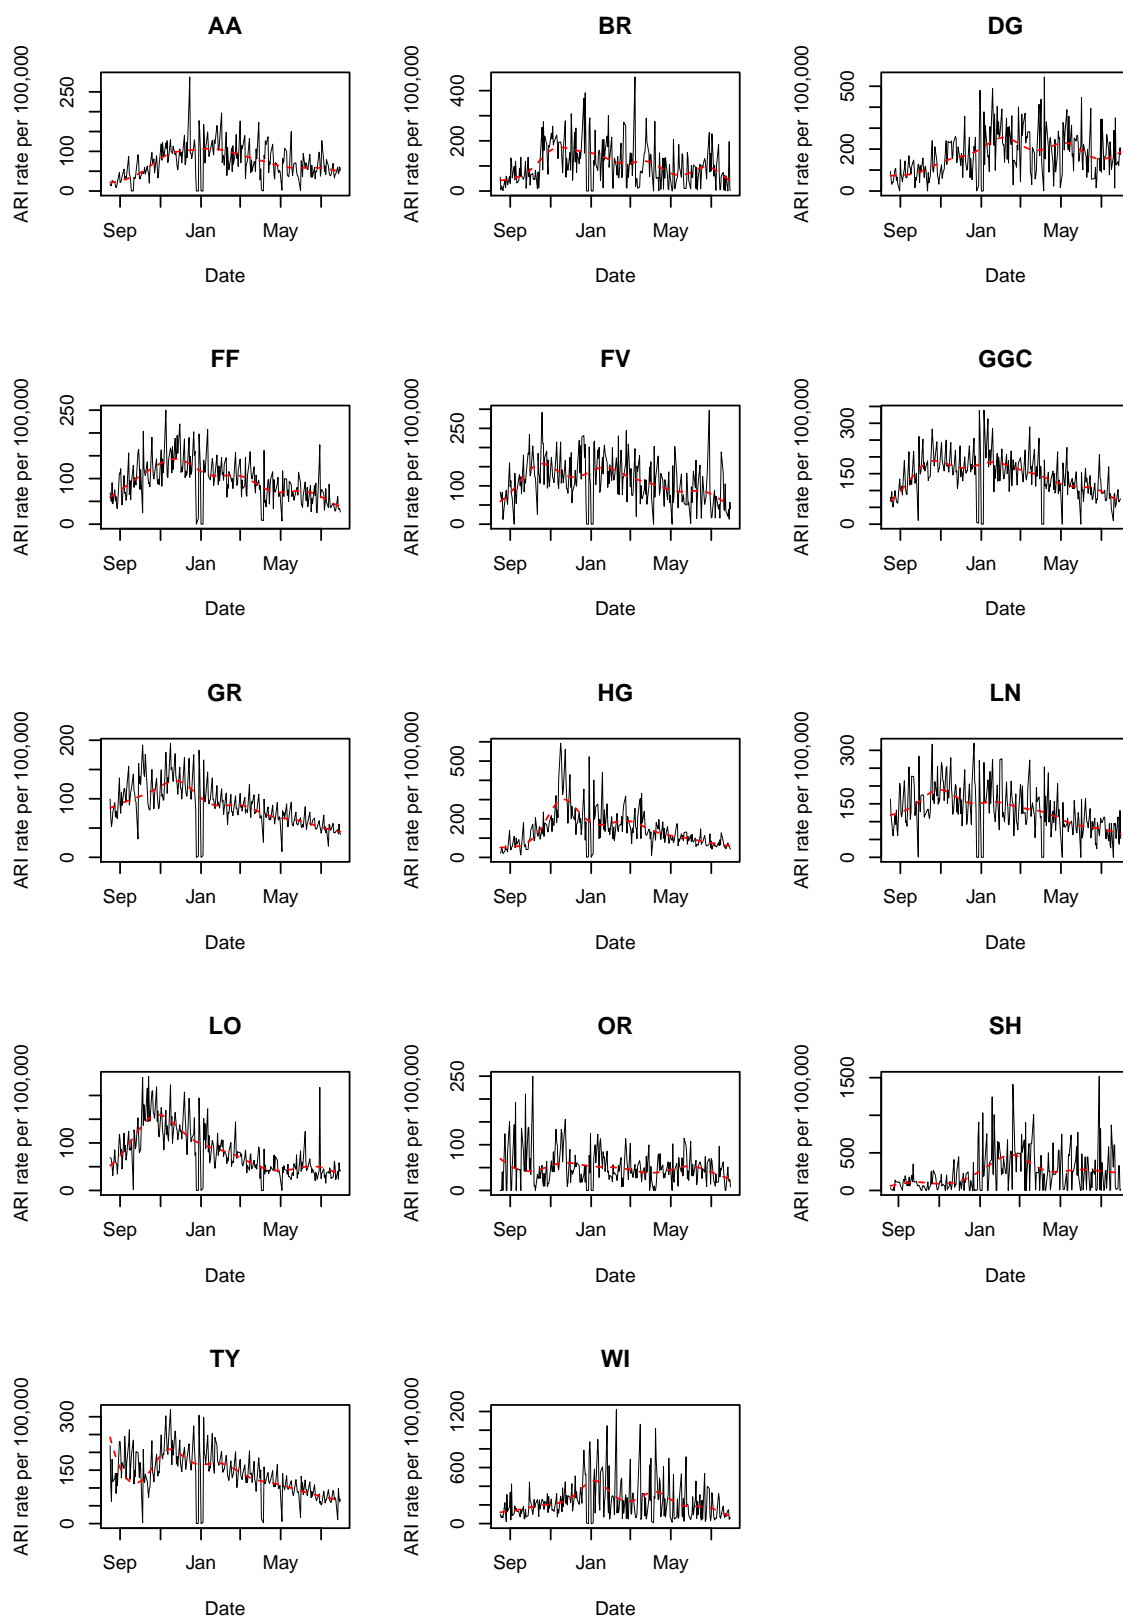 AA BR DG
ARI rate per 100,000 ARI rate per 100,000 ARI rate per 100,000
250 400 500
100 200 200
0 0 0
Sep Jan May Sep Jan May Sep Jan May
Date Date Date
FF FV GGC
ARI rate per 100,000 ARI rate per 100,000 ARI rate per 100,000
250 250 300
100 100 150
0 0 0
Sep Jan May Sep Jan May Sep Jan May
Date Date Date
GR HG LN
ARI rate per 100,000 ARI rate per 100,000 ARI rate per 100,000
200 500 300
100 200 150
0 0 0
Sep Jan May Sep Jan May Sep Jan May
Date Date Date
LO OR SH
ARI rate per 100,000 ARI rate per 100,000 ARI rate per 100,000
200 250 1500
100 100 500
0 0 0
Sep Jan May Sep Jan May Sep Jan May
Date Date Date
TY WI
ARI rate per 100,000 ARI rate per 100,000
300 1200
150 600
0 0
Sep Jan May Sep Jan May
Date Date